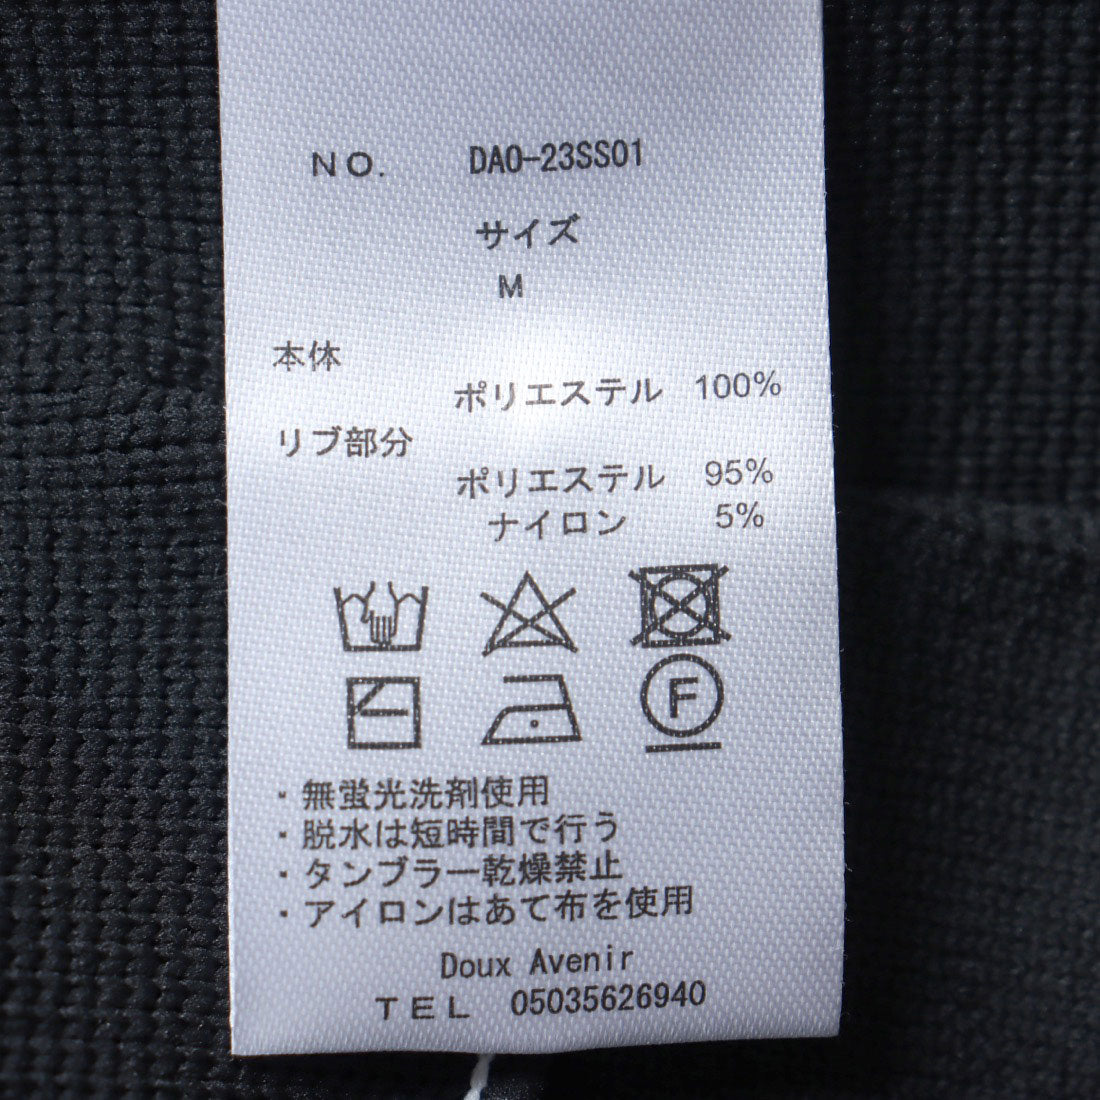 NO. DAO-23SS01
サイズ
M
本体
ポリエステル 100%
リブ部分
ポリエステル 95%
ナイロン 5%
F
・無蛍光洗剤使用
・脱水は短時間で行う
・タンブラー乾燥禁止
・アイロンはあて布を使用
Doux Avenir
TEL 05035626940